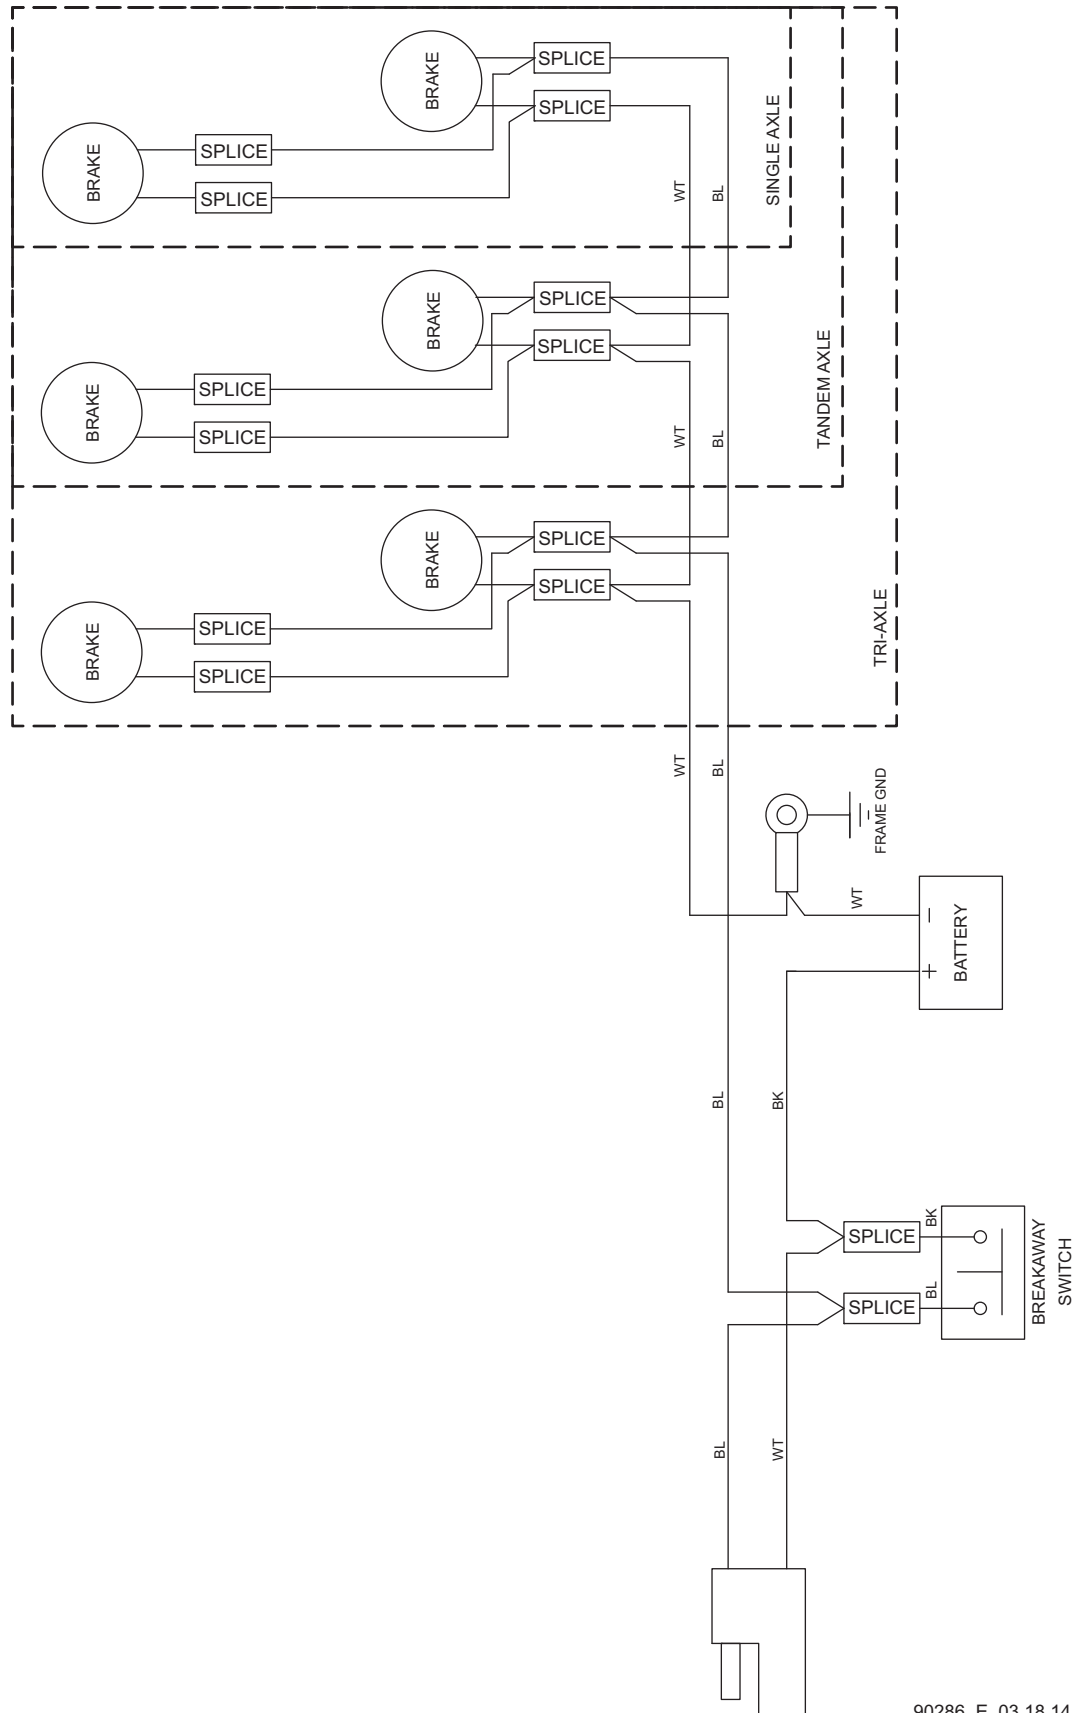 BRAKE
SPLICE
SPLICE
BRAKE
SPLICE
SPLICE
WT
BL
SINGLE AXLE
BRAKE
SPLICE
SPLICE
BRAKE
SPLICE
SPLICE
WT
BL
TANDEM AXLE
BRAKE
SPLICE
SPLICE
BRAKE
SPLICE
SPLICE
TRI-AXLE
WT
BL
FRAME GND
WT
BATTERY
− +
BL
BK
SPLICE
BK
SPLICE
BL
BREAKAWAY
SWITCH
BL
WT
90286_E_03.18.14